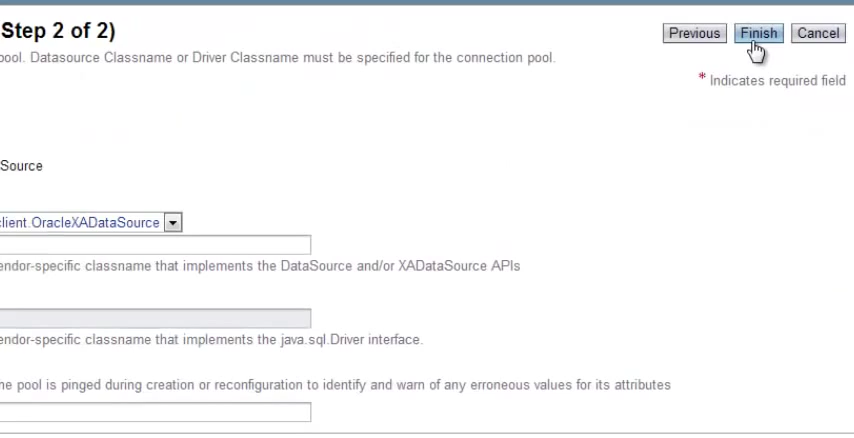 Step 2 of 2)
Previous Finish Cancel
pool. Datasource Classname or Driver Classname must be specified for the connection pool.
* Indicates required field
Source
client.OracleXADataSource
endor-specific classname that implements the DataSource and/or XADataSource APIs
endor-specific classname that implements the java.sql.Driver interface.
he pool is pinged during creation or reconfiguration to identify and warn of any erroneous values for its attributes